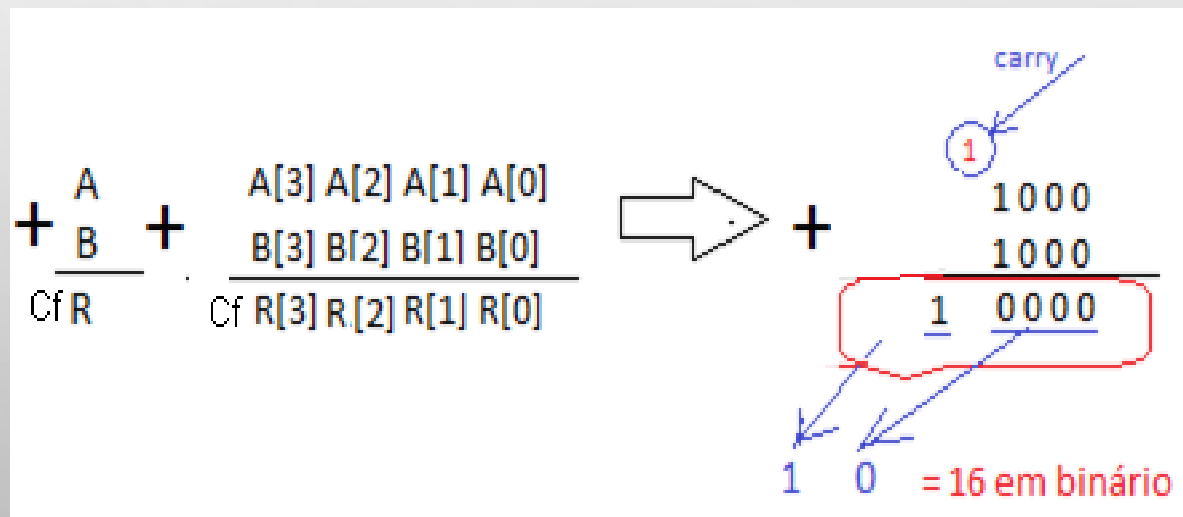 carry
1
+ A
B
Cf R
+ A[3] A[2] A[1] A[0]
B[3] B[2] B[1] B[0]
Cf R[3] R.[2] R[1] R[0]
+ 1000
1000
1 0000
1 0 = 16 em binário